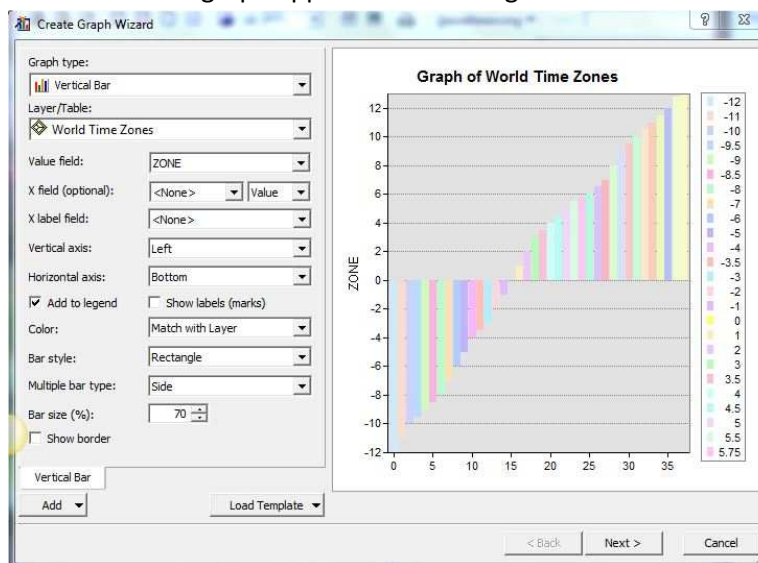 Create Graph Wizard
Graph type:
Vertical Bar
Layer/Table:
World Time Zones
Value field:
ZONE
X field (optional):
<None>
Value
X label field:
<None>
Vertical axis:
Left
Horizontal axis:
Bottom
Add to legend
Show labels (marks)
Color:
Match with Layer
Bar style:
Rectangle
Multiple bar type:
Side
Bar size (%):
70
Show border
Vertical Bar
Add
Load Template
Graph of World Time Zones
12
10
8
6
4
2
0
-2
-4
-6
-8
-10
-12
ZONE
0 5 10 15 20 25 30 35
-12
-11
-10
-9.5
-9
-8.5
-8
-7
-6
-5
-4
-3.5
-3
-2
-1
0
1
2
3
3.5
4
4.5
5
5.5
5.75
< Back
Next >
Cancel